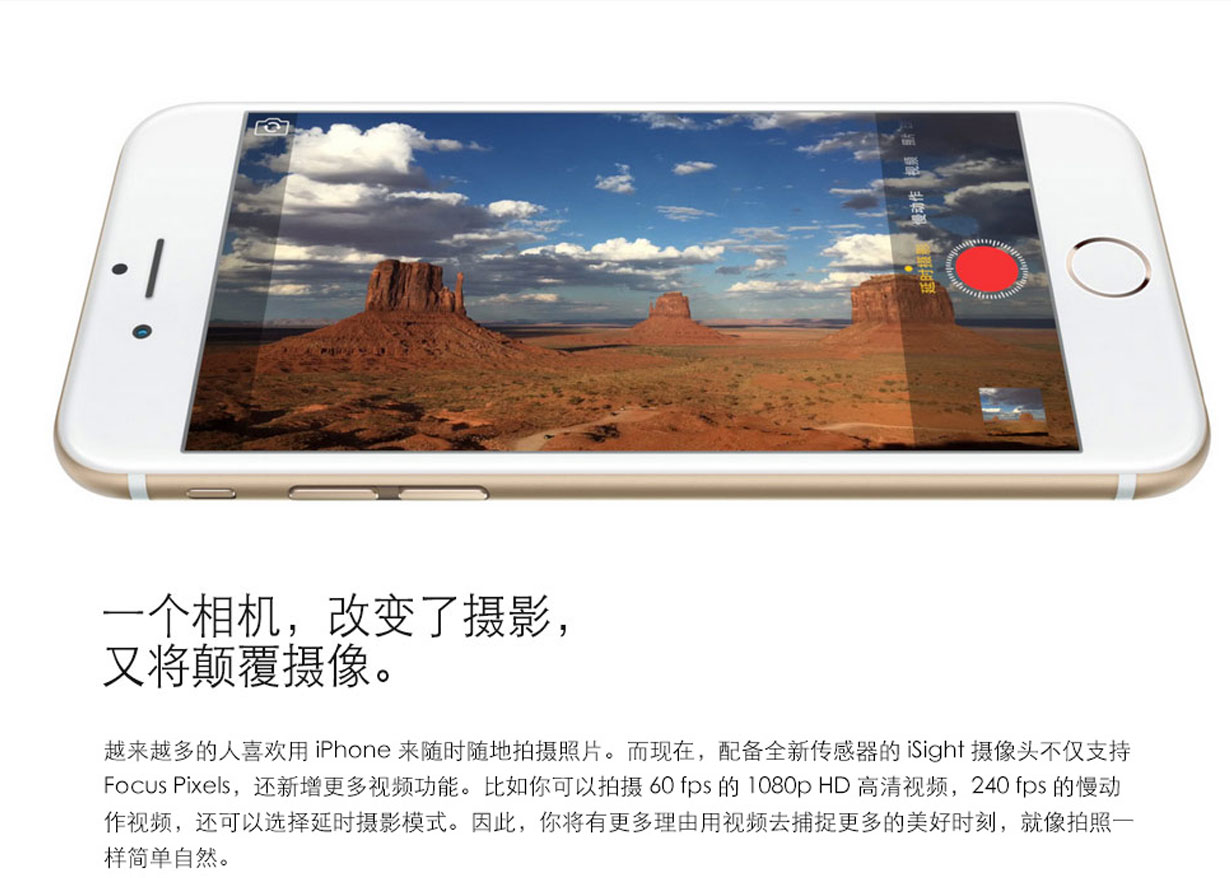 视频
慢动作
延时摄影
一个相机，改变了摄影，
又将颠覆摄像。
越来越多的人喜欢用 iPhone 来随时随地拍摄照片。而现在，配备全新传感器的 iSight 摄像头不仅支持
Focus Pixels，还新增更多视频功能。比如你可以拍摄 60 fps 的 1080p HD 高清视频，240 fps 的慢动
作视频，还可以选择延时摄影模式。因此，你将有更多理由用视频去捕捉更多的美好时刻，就像拍照一
样简单自然。